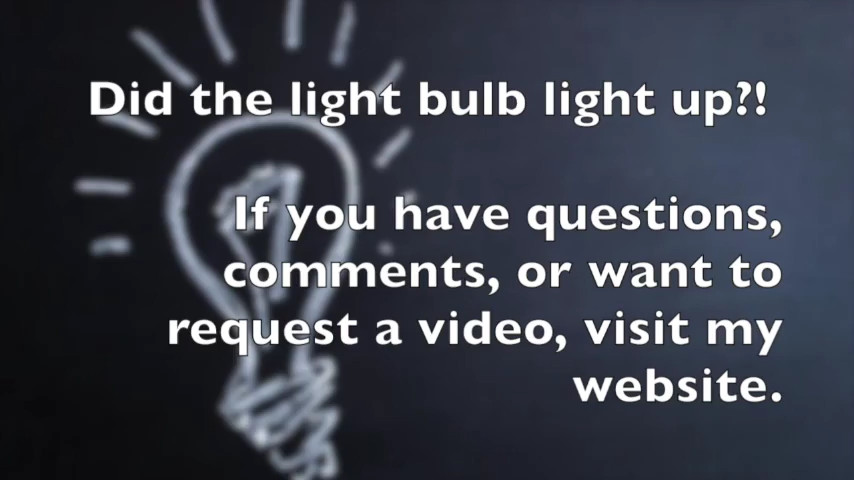 Did the light bulb light up?!
If you have questions,
comments, or want to
request a video, visit my
website.